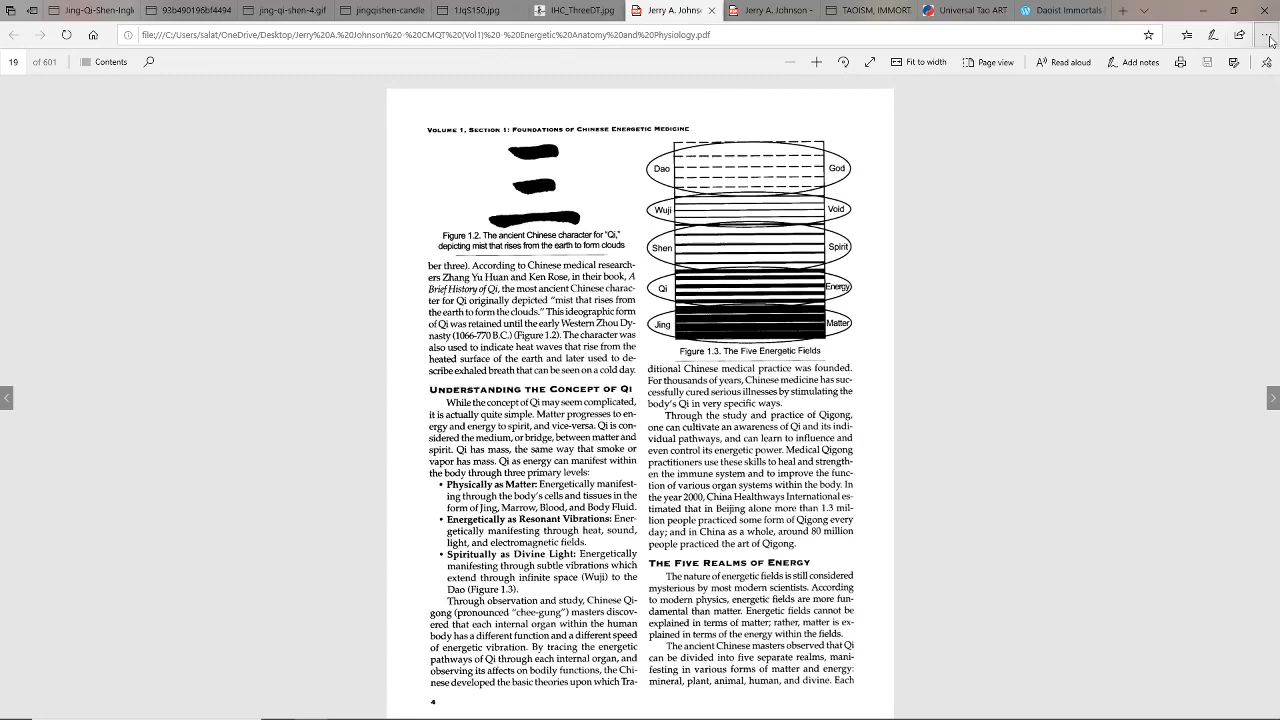 Jing-Qi-Shen-Ingl
93b490196bf44494
jing-qi-shen-4.gif
jingqishen-candle
1JjS150.jpg
IHC_ThreeDT.jpg
Jerry A. Johns
Jerry A. Johnson -
TAOISM, IMMORT
Universal Tao ART
Daoist Immortals
file:///C:/Users/salat/OneDrive/Desktop/Jerry%20A.%20Johnson%20-%20-%20CMQT%20(Vol1)%20-%20Energetic%20Anatomy%20and%20Physiology.pdf
19 of 601 Contents Fit to width Page view Read aloud Add notes
VOLUME 1, SECTION 1: FOUNDATIONS OF CHINESE ENERGETIC MEDICINE
Figure 1.2. The ancient Chinese character for "Qi,"
depicting mist that rises from the earth to form clouds
ber three). According to Chinese medical research-
ers Zhang Yu Huan and Ken Rose, in their book, A
Brief History of Qi, the most ancient Chinese charac-
ter for Qi originally depicted "mist that rises from
the earth to form the clouds." This ideographic form
of Qi was retained until the early Western Zhou Dy-
nasty (1066-770 B.C.) (Figure 1.2). The character was
also used to indicate heat waves that rise from the
heated surface of the earth and later used to de-
scribe exhaled breath that can be seen on a cold day.
UNDERSTANDING THE CONCEPT OF QI
While the concept of Qi may seem complicated,
it is actually quite simple. Matter progresses to en-
ergy and energy to spirit, and vice-versa. Qi is con-
sidered the medium, or bridge, between matter and
spirit. Qi has mass, the same way that smoke or
vapor has mass. Qi as energy can manifest within
the body through three primary levels:
• Physically as Matter: Energetically manifest-
ing through the body's cells and tissues in the
form of Jing, Marrow, Blood, and Body Fluid.
• Energetically as Resonant Vibrations: Ener-
getically manifesting through heat, sound,
light, and electromagnetic fields.
• Spiritually as Divine Light: Energetically
manifesting through subtle vibrations which
extend through infinite space (Wuji) to the
Dao (Figure 1.3).
Through observation and study, Chinese Qi-
gong (pronounced "chee-gung") masters discov-
ered that each internal organ within the human
body has a different function and a different speed
of energetic vibration. By tracing the energetic
pathways of Qi through each internal organ, and
observing its affects on bodily functions, the Chi-
nese developed the basic theories upon which Tra-
4
Dao God
Wuji Void
Shen Spirit
Qi Energy
Jing Matter
Figure 1.3. The Five Energetic Fields
ditional Chinese medical practice was founded.
For thousands of years, Chinese medicine has suc-
cessfully cured serious illnesses by stimulating the
body's Qi in very specific ways.
Through the study and practice of Qigong,
one can cultivate an awareness of Qi and its indi-
vidual pathways, and can learn to influence and
even control its energetic power. Medical Qigong
practitioners use these skills to heal and strength-
en the immune system and to improve the func-
tion of various organ systems within the body. In
the year 2000, China Healthways International es-
timated that in Beijing alone more than 1.3 mil-
lion people practiced some form of Qigong every
day; and in China as a whole, around 80 million
people practiced the art of Qigong.
THE FIVE REALMS OF ENERGY
The nature of energetic fields is still considered
mysterious by most modern scientists. According
to modern physics, energetic fields are more fun-
damental than matter. Energetic fields cannot be
explained in terms of matter; rather, matter is ex-
plained in terms of the energy within the fields.
The ancient Chinese masters observed that Qi
can be divided into five separate realms, mani-
festing in various forms of matter and energy:
mineral, plant, animal, human, and divine. Each